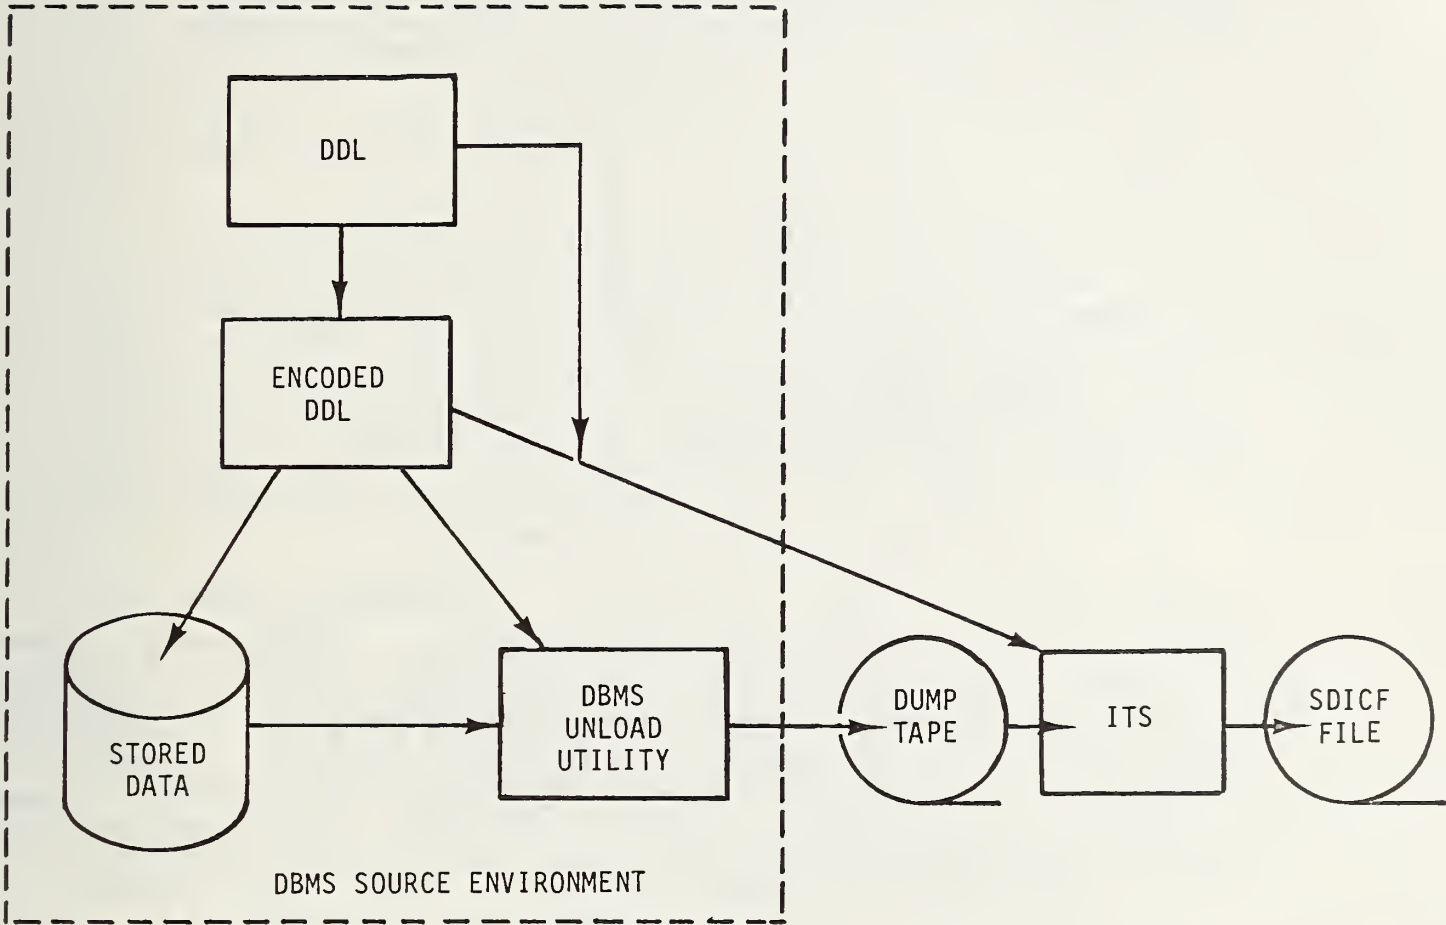 DDL
ENCODED
DDL
STORED
DATA
DBMS
UNLOAD
UTILITY
DUMP
TAPE
ITS
SDICF
FILE
DBMS SOURCE ENVIRONMENT